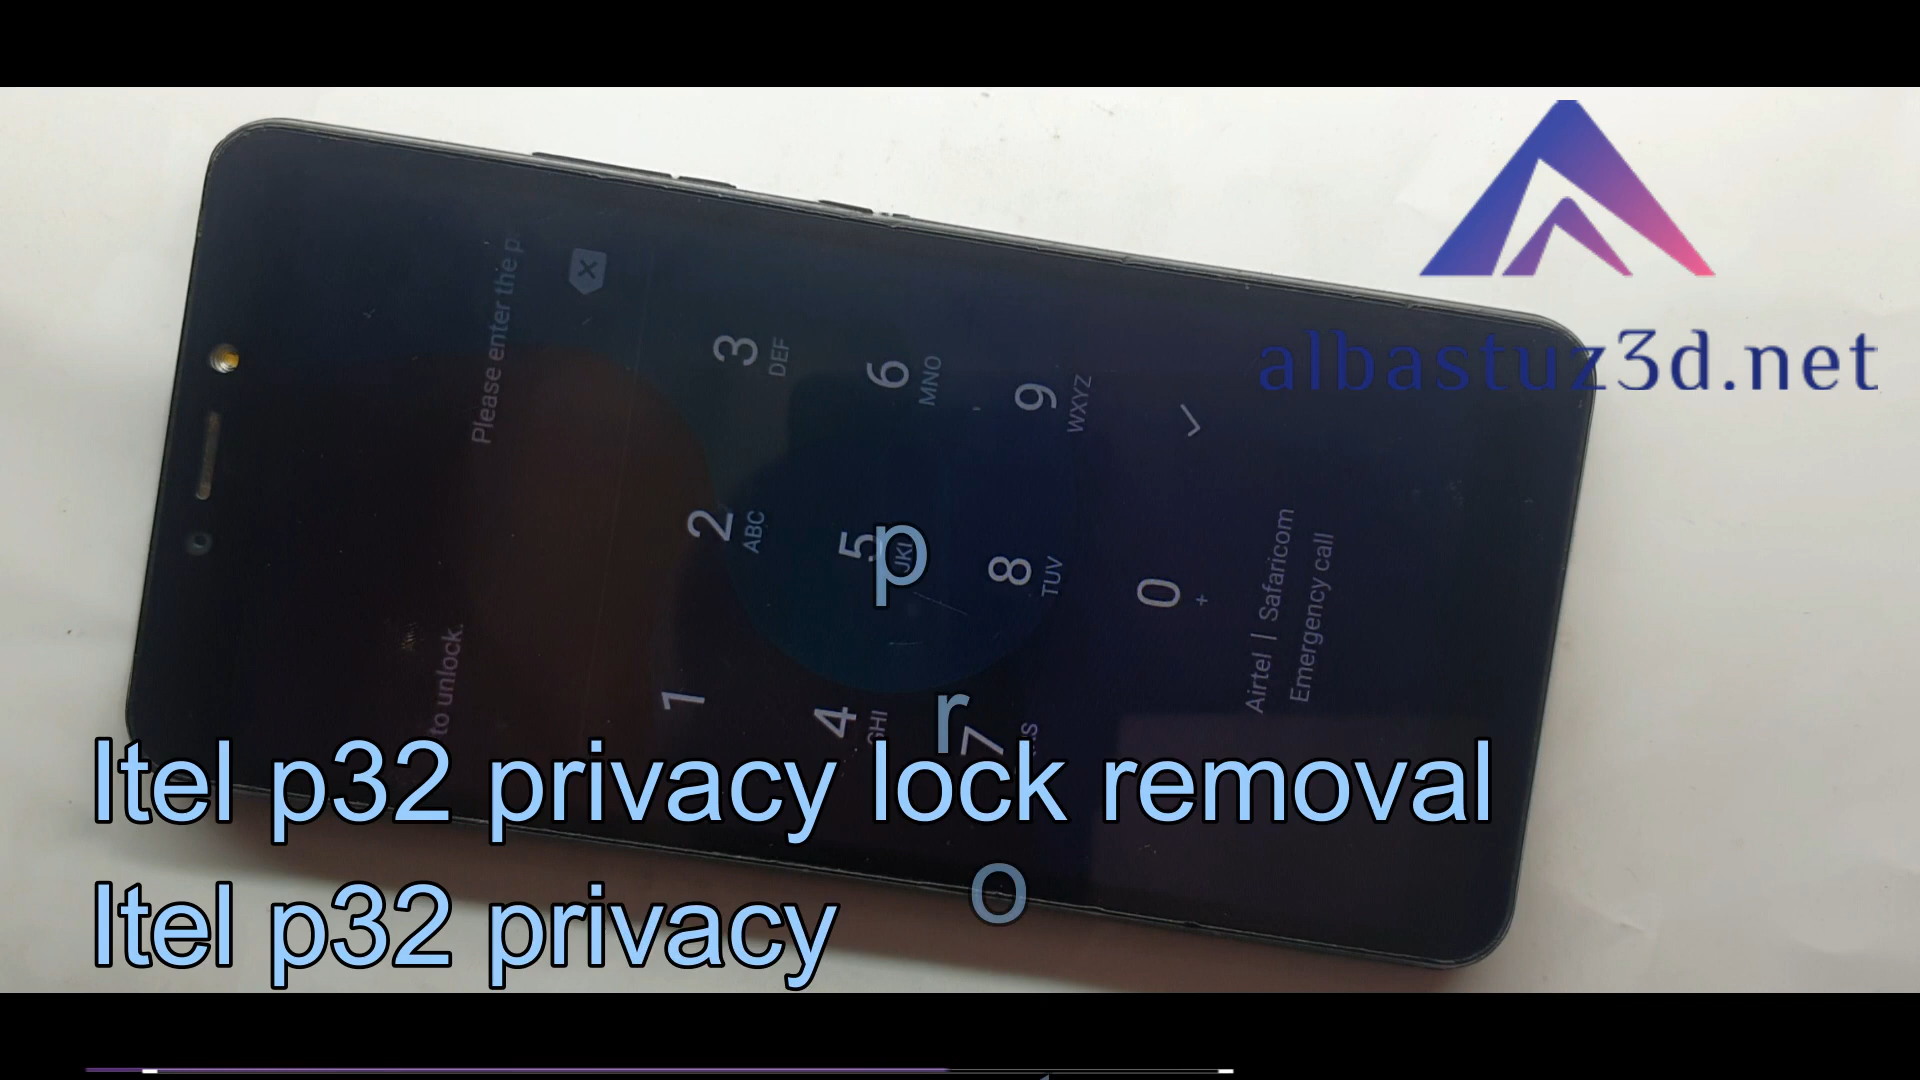 albastuz3d.net
to unlock.
Please enter the p
1
2
ABC
3
DEF
4
GHI
5
JKL
6
MNO
7
8
TUV
9
WXYZ
0
+
Airtel | Safaricom
Emergency call
p
r
o
Itel p32 privacy lock removal
Itel p32 privacy